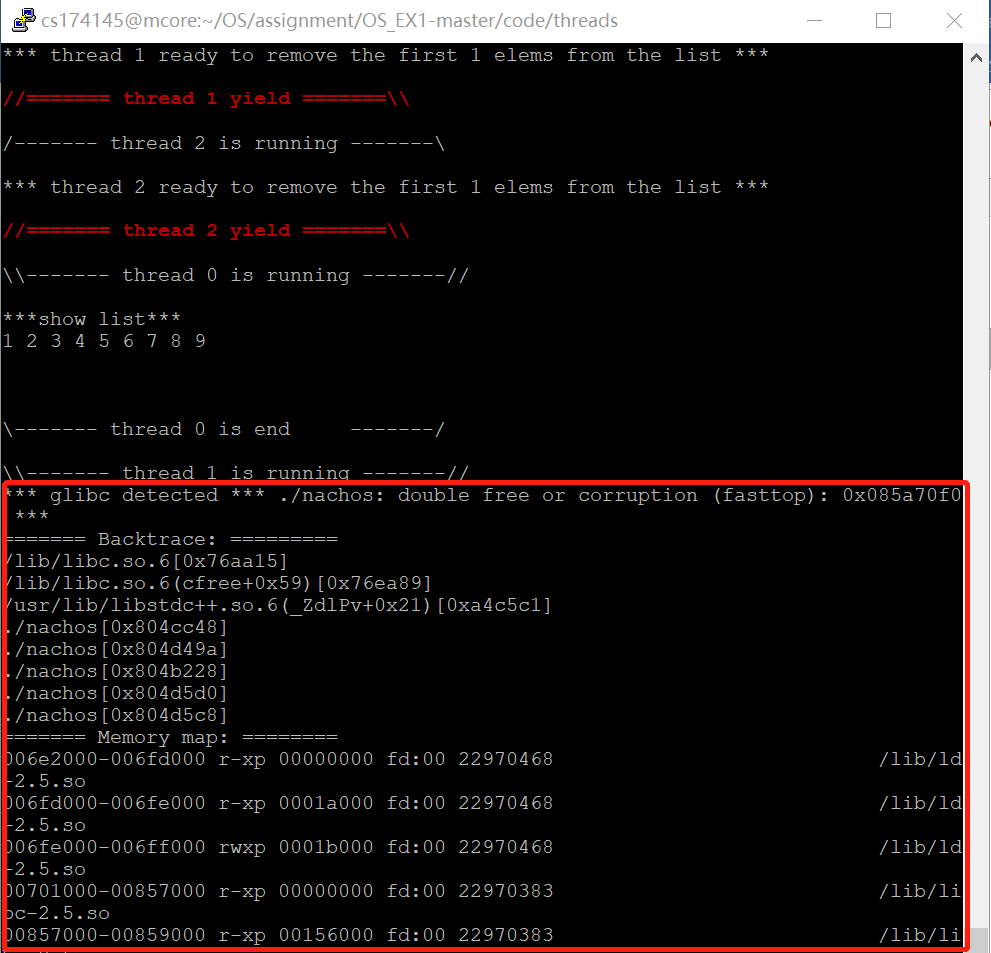 cs174145@mcore:~/OS/assignment/OS_EX1-master/code/threads
*** thread 1 ready to remove the first 1 elems from the list ***
//======= thread 1 yield =======\\
/------- thread 2 is running -------\
*** thread 2 ready to remove the first 1 elems from the list ***
//======= thread 2 yield =======\\
\\------- thread 0 is running -------//
***show list***
1 2 3 4 5 6 7 8 9
\------- thread 0 is end     -------/
\\------- thread 1 is running -------//
*** glibc detected *** ./nachos: double free or corruption (fasttop): 0x085a70f0
***
======= Backtrace: =========
/lib/libc.so.6[0x76aa15]
/lib/libc.so.6(cfree+0x59)[0x76ea89]
/usr/lib/libstdc++.so.6(_ZdlPv+0x21)[0xa4c5c1]
./nachos[0x804cc48]
./nachos[0x804d49a]
./nachos[0x804b228]
./nachos[0x804d5d0]
./nachos[0x804d5c8]
======= Memory map: ========
006e2000-006fd000 r-xp 00000000 fd:00 22970468                           /lib/ld
-2.5.so
006fd000-006fe000 r-xp 0001a000 fd:00 22970468                           /lib/ld
-2.5.so
006fe000-006ff000 rwxp 0001b000 fd:00 22970468                           /lib/ld
-2.5.so
00701000-00857000 r-xp 00000000 fd:00 22970383                           /lib/li
bc-2.5.so
00857000-00859000 r-xp 00156000 fd:00 22970383                           /lib/li